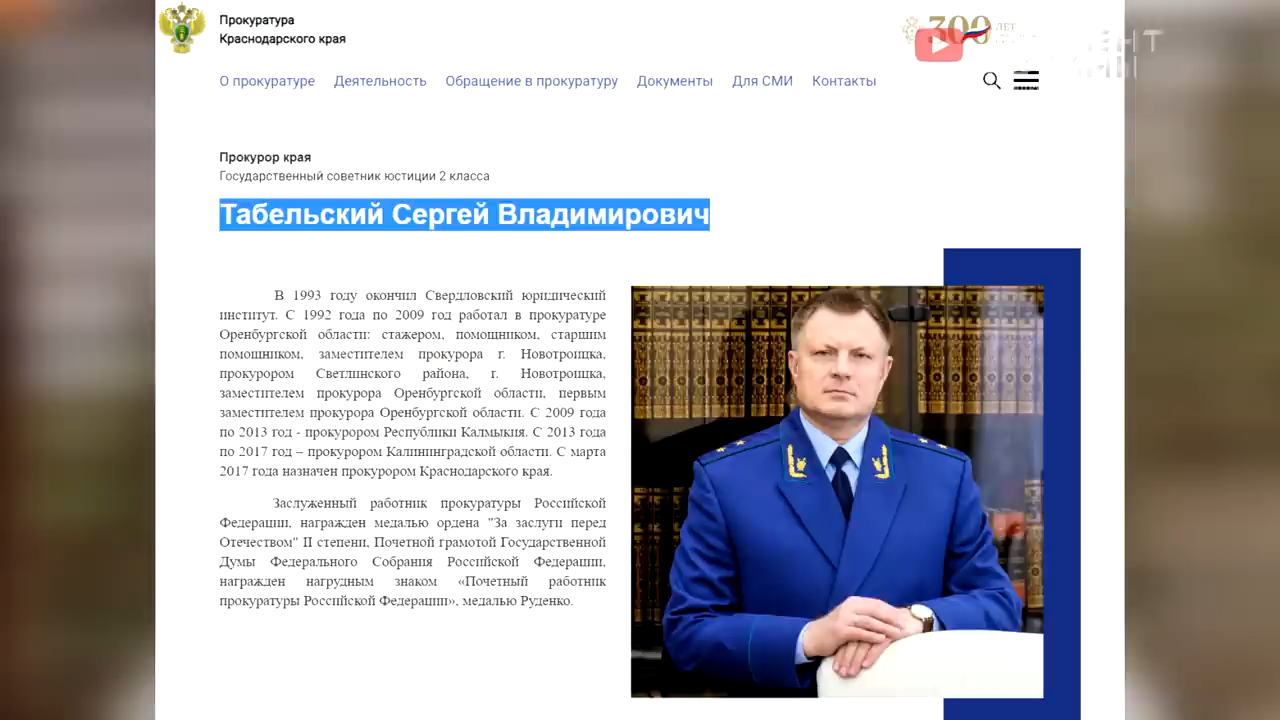 Прокуратура
Краснодарского края
300 ЛЕТ
О прокуратуре Деятельность Обращение в прокуратуру Документы Для СМИ Контакты
Прокурор края
Государственный советник юстиции 2 класса
Табельский Сергей Владимирович
В 1993 году окончил Свердловский юридический
институт. С 1992 года по 2009 год работал в прокуратуре
Оренбургской области: стажером, помощником, старшим
помощником, заместителем прокурора г. Новотроицка,
прокурором Светлинского района, г. Новотроицка,
заместителем прокурора Оренбургской области, первым
заместителем прокурора Оренбургской области. С 2009 года
по 2013 год - прокурором Республики Калмыкия. С 2013 года
по 2017 год – прокурором Калининградской области. С марта
2017 года назначен прокурором Краснодарского края.
Заслуженный работник прокуратуры Российской
Федерации, награжден медалью ордена "За заслуги перед
Отечеством" II степени, Почетной грамотой Государственной
Думы Федерального Собрания Российской Федерации,
награжден нагрудным знаком «Почетный работник
прокуратуры Российской Федерации», медалью Руденко.